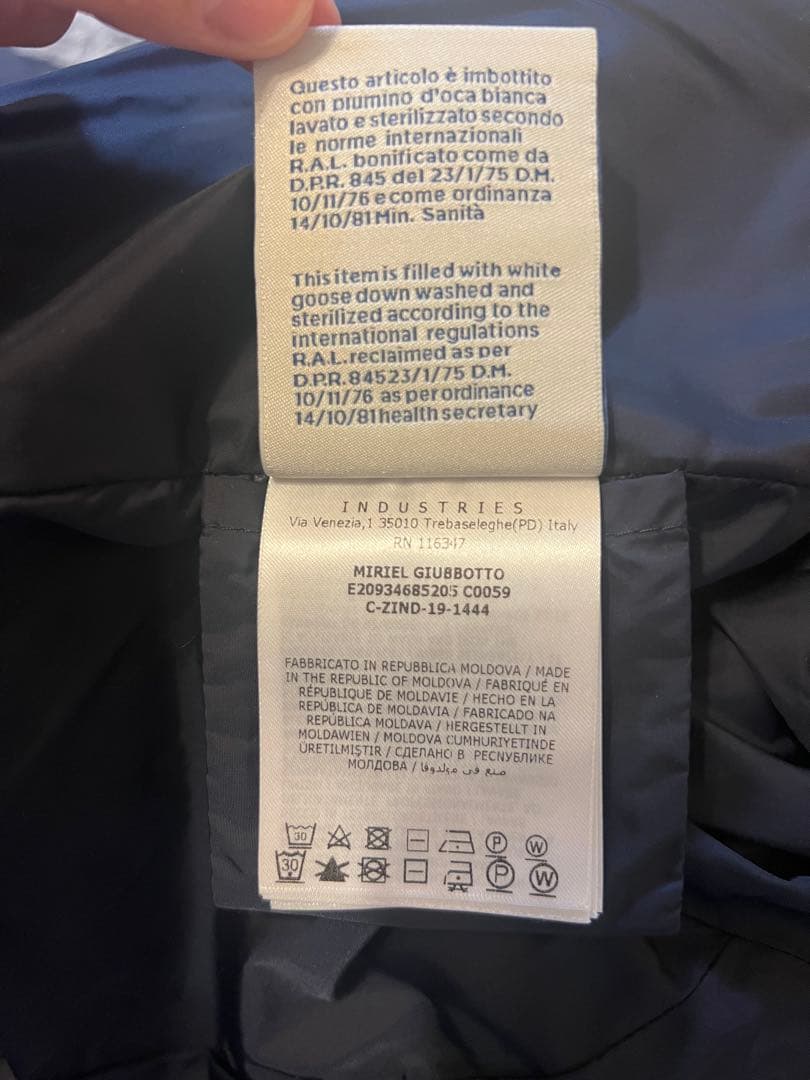 Questo articolo è imbottito
con piumino d'oca bianca
lavato e sterilizzato secondo
le norme internazionali
R.A.L. bonificato come da
D.P.R. 845 del 23/1/75 D.M.
10/11/76 e come ordinanza
14/10/81 Min. Sanità
This item is filled with white
goose down washed and
sterilized according to the
international regulations
R.A.L. reclaimed as per
D.P.R. 84523/1/75 D.M.
10/11/76 as per ordinance
14/10/81 health secretary
INDUSTRIES
Via Venezia,1 35010 Trebaseleghe(PD) Italy
RN 116347
MIRIEL GIUBBOTTO
E20934685205 C0059
C-ZIND-19-1444
FABBRICATO IN REPUBBLICA MOLDOVA / MADE
IN THE REPUBLIC OF MOLDOVA / FABRIQUÉ EN
RÉPUBLIQUE DE MOLDAVIE / HECHO EN LA
REPÚBLICA DE MOLDAVIA / FABRICADO NA
REPÚBLICA MOLDAVA / HERGESTELLT IN
MOLDAWIEN / MOLDOVA CUMHURIYETINDE
ÜRETILMIŞTIR / СДЕЛАНО В РЕСПУБЛИКЕ
МОЛДОВА / صنع في مولدوفا
30 P W
30 P W